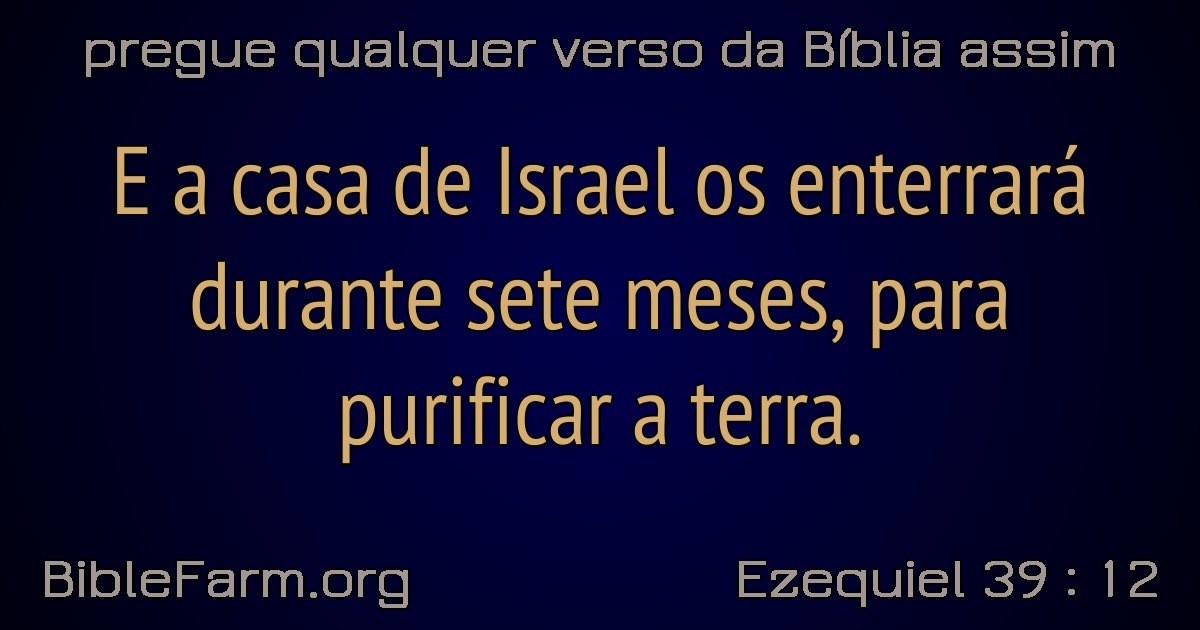 pregue qualquer verso da Bíblia assim
E a casa de Israel os enterrará
durante sete meses, para
purificar a terra.
BibleFarm.org
Ezequiel 39 : 12